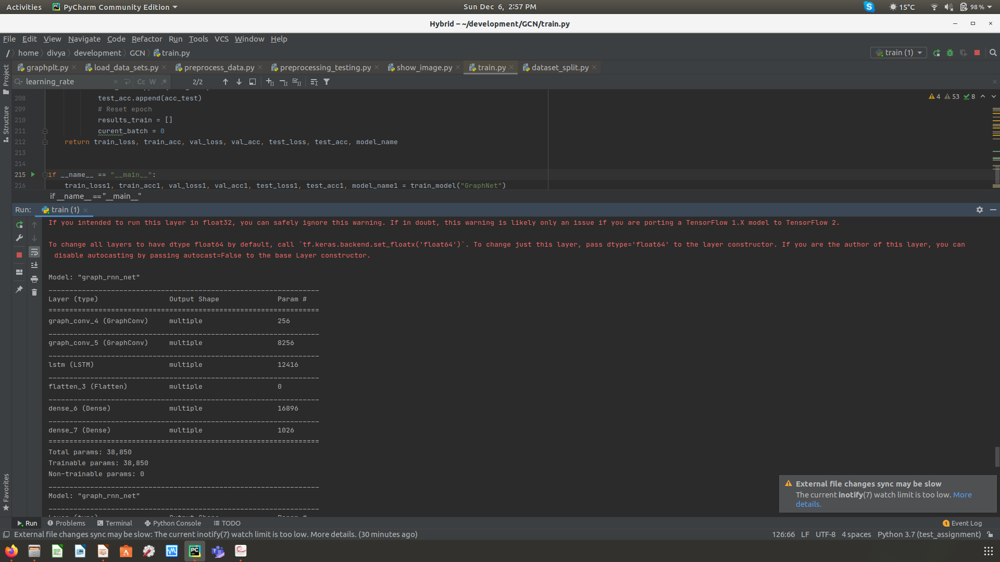 Activities PyCharm Community Edition Sun Dec 6, 2:57 PM 15°C 98 %
Hybrid – ~/development/GCN/train.py
File Edit View Navigate Code Refactor Run Tools VCS Window Help
/ home divya development GCN train.py train (1)
graphplt.py load_data_sets.py preprocess_data.py preprocessing_testing.py show_image.py train.py dataset_split.py
Project
learning_rate Cc W .* 2/2
208 test_acc.append(acc_test) 4 53 8
209 # Reset epoch
210 results_train = []
Structure
211 curent_batch = 0
212 return train_loss, train_acc, val_loss, val_acc, test_loss, test_acc, model_name
213
214
215 if __name__ == "__main__":
216 train_loss1, train_acc1, val_loss1, val_acc1, test_loss1, test_acc1, model_name1 = train_model("GraphNet")
if __name__ == "__main__"
Run: train (1)
If you intended to run this layer in float32, you can safely ignore this warning. If in doubt, this warning is likely only an issue if you are porting a TensorFlow 1.X model to TensorFlow 2.
To change all layers to have dtype float64 by default, call `tf.keras.backend.set_floatx('float64')`. To change just this layer, pass dtype='float64' to the layer constructor. If you are the author of this layer, you can
disable autocasting by passing autocast=False to the base Layer constructor.
Model: "graph_rnn_net"
_________________________________________________________________
Layer (type) Output Shape Param #
=================================================================
graph_conv_4 (GraphConv) multiple 256
_________________________________________________________________
graph_conv_5 (GraphConv) multiple 8256
_________________________________________________________________
lstm (LSTM) multiple 12416
_________________________________________________________________
flatten_3 (Flatten) multiple 0
_________________________________________________________________
dense_6 (Dense) multiple 16896
_________________________________________________________________
dense_7 (Dense) multiple 1026
=================================================================
Total params: 38,850
Trainable params: 38,850
Non-trainable params: 0
_________________________________________________________________
Model: "graph_rnn_net"
_________________________________________________________________
Layer (type) Output Shape Param #
Favorites
External file changes sync may be slow
The current inotify(7) watch limit is too low. More
details.
Run Problems Terminal Python Console TODO 1 Event Log
External file changes sync may be slow: The current inotify(7) watch limit is too low. More details. (30 minutes ago) 126:66 LF UTF-8 4 spaces Python 3.7 (test_assignment)